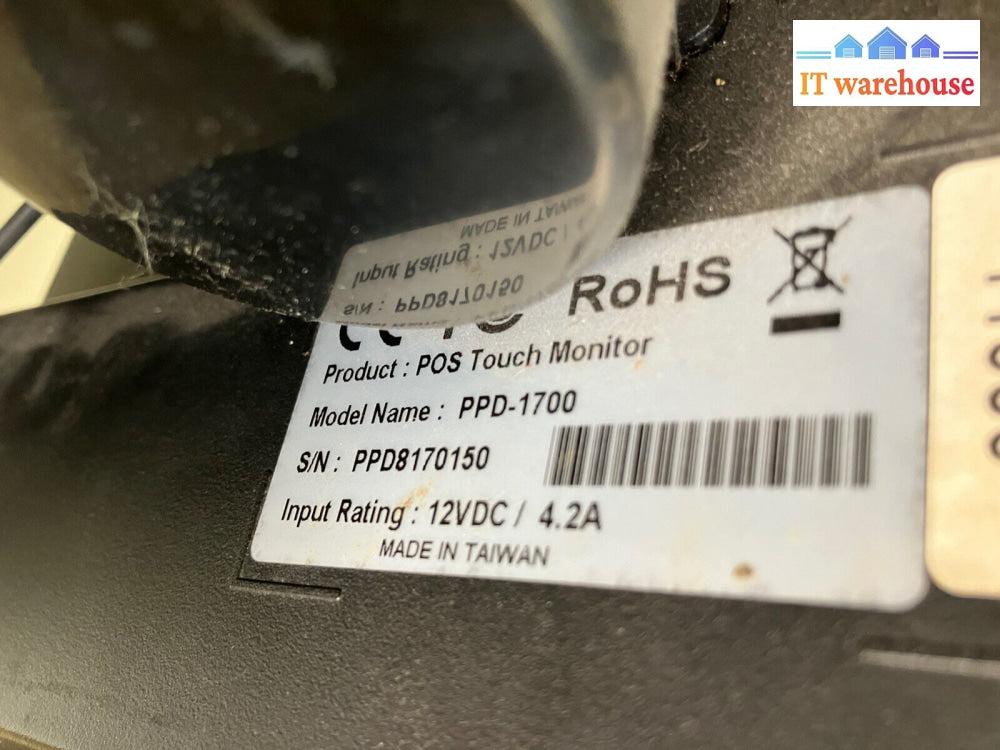 IT warehouse
MADE IN TAIWAN
Input Rating : 12VDC /
S/N : PPD8170150
RoHS
Product : POS Touch Monitor
Model Name : PPD-1700
S/N : PPD8170150
Input Rating : 12VDC / 4.2A
MADE IN TAIWAN